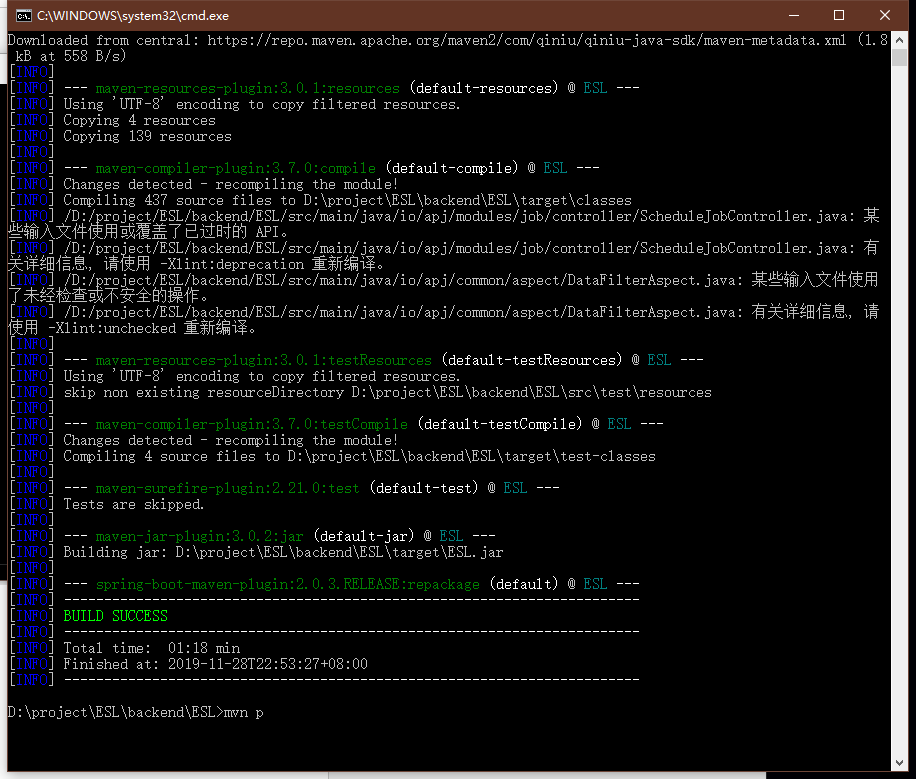 C:\WINDOWS\system32\cmd.exe
Downloaded from central: https://repo.maven.apache.org/maven2/com/qiniu/qiniu-java-sdk/maven-metadata.xml (1.8
kB at 558 B/s)
[INFO]
[INFO] --- maven-resources-plugin:3.0.1:resources (default-resources) @ ESL ---
[INFO] Using 'UTF-8' encoding to copy filtered resources.
[INFO] Copying 4 resources
[INFO] Copying 139 resources
[INFO]
[INFO] --- maven-compiler-plugin:3.7.0:compile (default-compile) @ ESL ---
[INFO] Changes detected - recompiling the module!
[INFO] Compiling 437 source files to D:\project\ESL\backend\ESL\target\classes
[INFO] /D:/project/ESL/backend/ESL/src/main/java/io/apj/modules/job/controller/ScheduleJobController.java: 某
些输入文件使用或覆盖了已过时的 API。
[INFO] /D:/project/ESL/backend/ESL/src/main/java/io/apj/modules/job/controller/ScheduleJobController.java: 有
关详细信息, 请使用 -Xlint:deprecation 重新编译。
[INFO] /D:/project/ESL/backend/ESL/src/main/java/io/apj/common/aspect/DataFilterAspect.java: 某些输入文件使用
了未经检查或不安全的操作。
[INFO] /D:/project/ESL/backend/ESL/src/main/java/io/apj/common/aspect/DataFilterAspect.java: 有关详细信息, 请
使用 -Xlint:unchecked 重新编译。
[INFO]
[INFO] --- maven-resources-plugin:3.0.1:testResources (default-testResources) @ ESL ---
[INFO] Using 'UTF-8' encoding to copy filtered resources.
[INFO] skip non existing resourceDirectory D:\project\ESL\backend\ESL\src\test\resources
[INFO]
[INFO] --- maven-compiler-plugin:3.7.0:testCompile (default-testCompile) @ ESL ---
[INFO] Changes detected - recompiling the module!
[INFO] Compiling 4 source files to D:\project\ESL\backend\ESL\target\test-classes
[INFO]
[INFO] --- maven-surefire-plugin:2.21.0:test (default-test) @ ESL ---
[INFO] Tests are skipped.
[INFO]
[INFO] --- maven-jar-plugin:3.0.2:jar (default-jar) @ ESL ---
[INFO] Building jar: D:\project\ESL\backend\ESL\target\ESL.jar
[INFO]
[INFO] --- spring-boot-maven-plugin:2.0.3.RELEASE:repackage (default) @ ESL ---
[INFO] ------------------------------------------------------------------------
[INFO] BUILD SUCCESS
[INFO] ------------------------------------------------------------------------
[INFO] Total time:  01:18 min
[INFO] Finished at: 2019-11-28T22:53:27+08:00
[INFO] ------------------------------------------------------------------------
D:\project\ESL\backend\ESL>mvn p